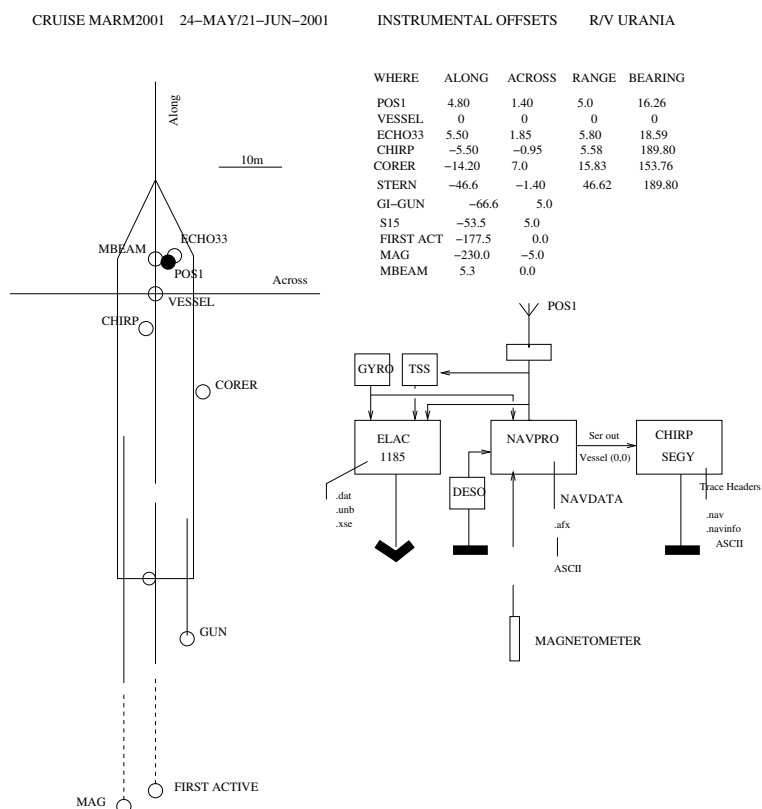 CRUISE MARM2001 24−MAY/21−JUN−2001 INSTRUMENTAL OFFSETS R/V URANIA
WHERE ALONG ACROSS RANGE BEARING
POS1 4.80 1.40 5.0 16.26
VESSEL 0 0 0 0
ECHO33 5.50 1.85 5.80 18.59
CHIRP −5.50 −0.95 5.58 189.80
CORER −14.20 7.0 15.83 153.76
STERN −46.6 −1.40 46.62 189.80
GI−GUN −66.6 5.0
S15 −53.5 5.0
FIRST ACT −177.5 0.0
MAG −230.0 −5.0
MBEAM 5.3 0.0
Along
10m
MBEAM
ECHO33
POS1
Across
VESSEL
CHIRP
CORER
GUN
FIRST ACTIVE
MAG
POS1
GYRO
TSS
ELAC
1185
NAVPRO
Ser out
Vessel (0,0)
CHIRP
SEGY
DESO
.dat
.unb
.xse
NAVDATA
.afx
ASCII
Trace Headers
.nav
.navinfo
ASCII
MAGNETOMETER